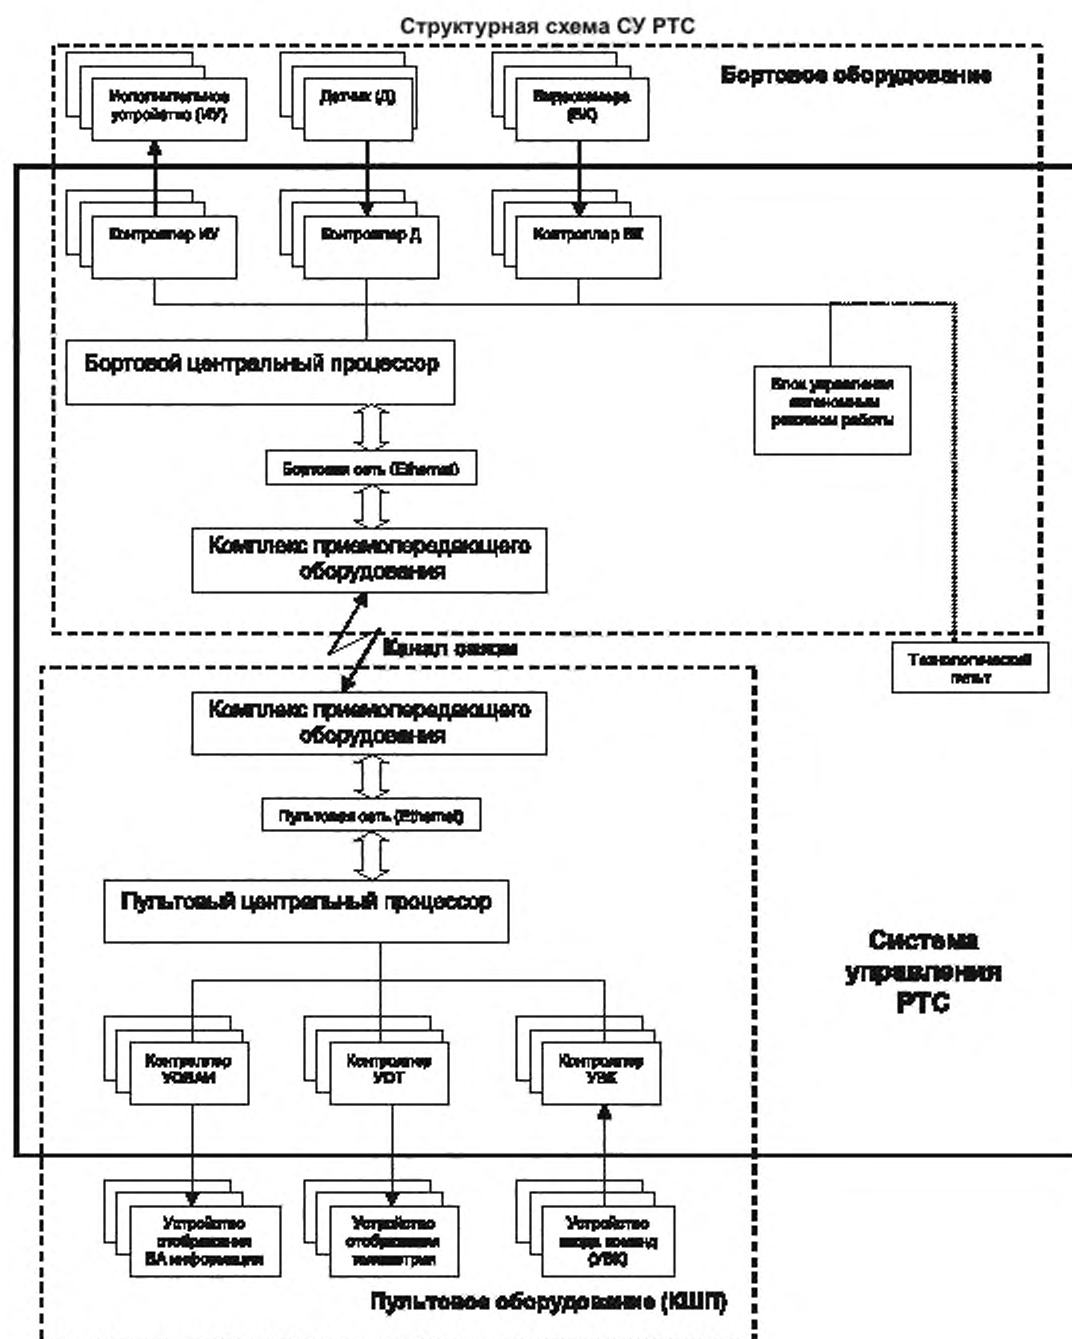 Структурная схема СУ РТС
Бортовое оборудование
Исполнительное
устройство (ИУ)
Датчик (Д)
Видеокамера
(ВК)
Контроллер ИУ
Контроллер Д
Контроллер ВК
Бортовой центральный процессор
Блок управления
автономным
режимом работы
Бортовая сеть (Ethernet)
Комплекс приемопередающего
оборудования
Канал связи
Технологический
пульт
Комплекс приемопередающего
оборудования
Пультовая сеть (Ethernet)
Пультовый центральный процессор
Система
управления
РТС
Контроллер
УОВАИ
Контроллер
УОТ
Контроллер
УВК
Устройство
отображения
ВА информации
Устройство
отображения
телеметрии
Устройство
ввода команд
(УВК)
Пультовое оборудование (КШП)